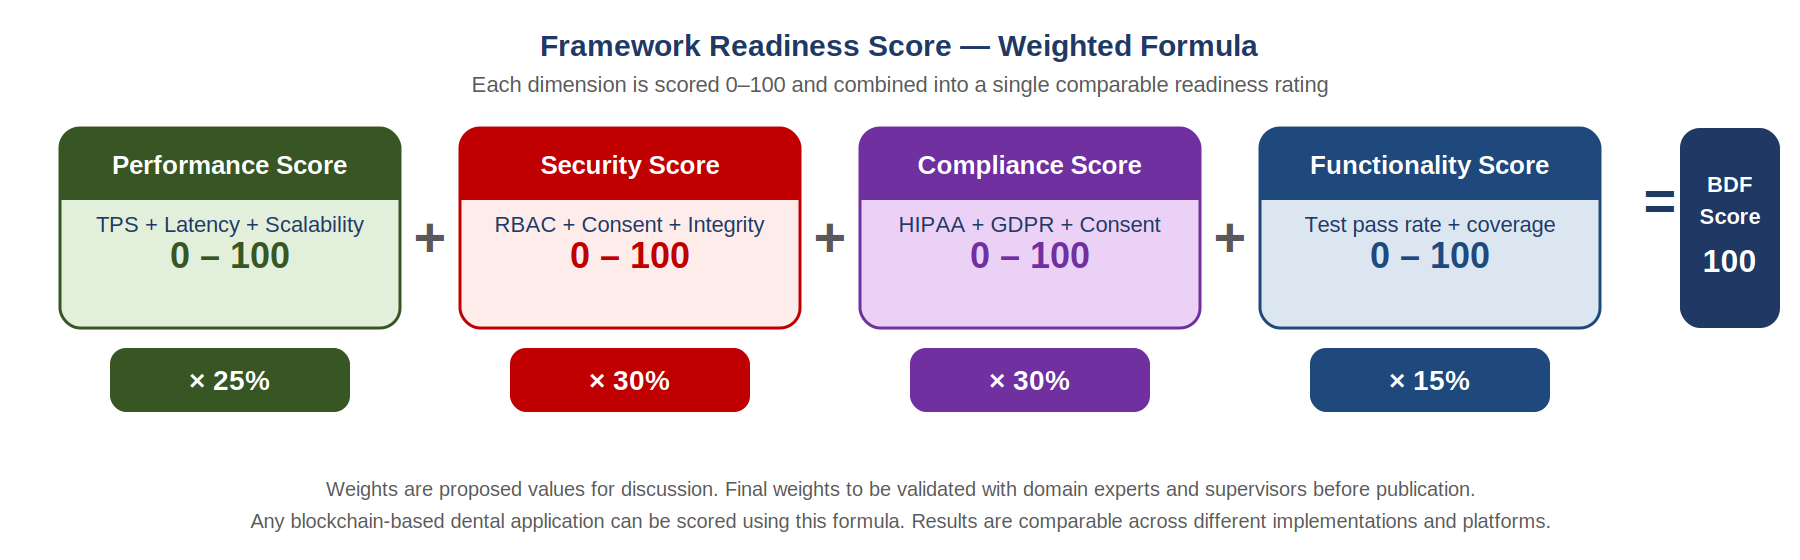 Framework Readiness Score — Weighted Formula
Each dimension is scored 0–100 and combined into a single comparable readiness rating
Performance Score
TPS + Latency + Scalability
0 – 100
× 25%
+
Security Score
RBAC + Consent + Integrity
0 – 100
× 30%
+
Compliance Score
HIPAA + GDPR + Consent
0 – 100
× 30%
+
Functionality Score
Test pass rate + coverage
0 – 100
× 15%
=
BDF
Score
100
Weights are proposed values for discussion. Final weights to be validated with domain experts and supervisors before publication.
Any blockchain-based dental application can be scored using this formula. Results are comparable across different implementations and platforms.